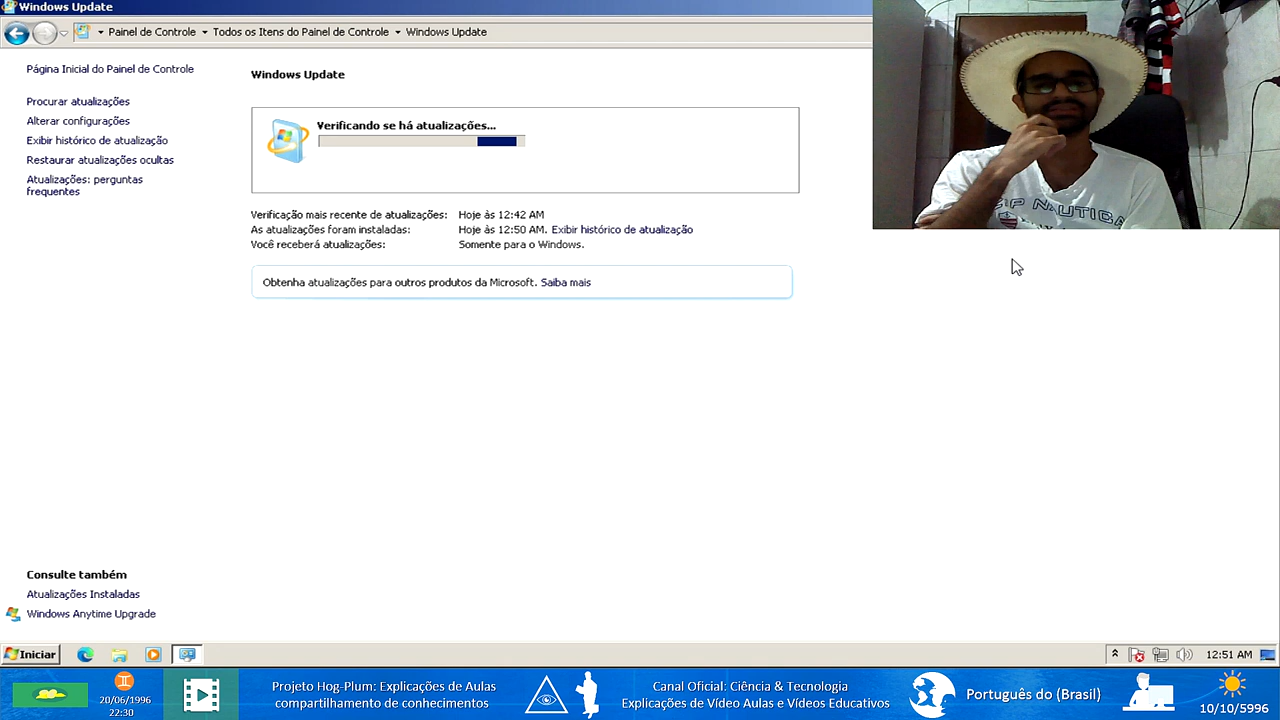 Windows Update
Painel de Controle
Todos os Itens do Painel de Controle
Windows Update
Página Inicial do Painel de Controle
Procurar atualizações
Alterar configurações
Exibir histórico de atualização
Restaurar atualizações ocultas
Atualizações: perguntas
frequentes
Windows Update
Verificando se há atualizações...
Verificação mais recente de atualizações: Hoje às 12:42 AM
As atualizações foram instaladas: Hoje às 12:50 AM. Exibir histórico de atualização
Você receberá atualizações: Somente para o Windows.
Obtenha atualizações para outros produtos da Microsoft. Saiba mais
NAUTICA
Consulte também
Atualizações Instaladas
Windows Anytime Upgrade
Iniciar
12:51 AM
20/06/1996
22:30
Projeto Hog-Plum: Explicações de Aulas
compartilhamento de conhecimentos
Canal Oficial: Ciência & Tecnologia
Explicações de Vídeo Aulas e Vídeos Educativos
Português do (Brasil)
10/10/5996